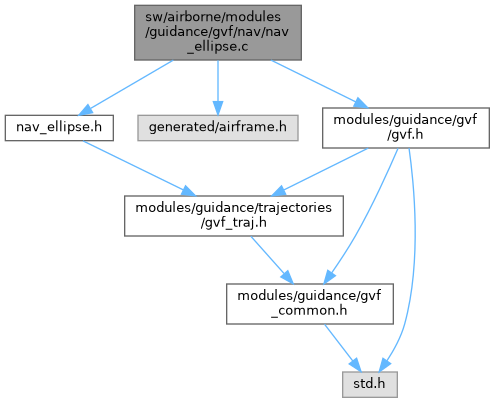 sw/airborne/modules
/guidance/gvf/nav/nav
_ellipse.c
nav_ellipse.h
generated/airframe.h
modules/guidance/gvf
/gvf.h
modules/guidance/trajectories
/gvf_traj.h
modules/guidance/gvf
_common.h
std.h